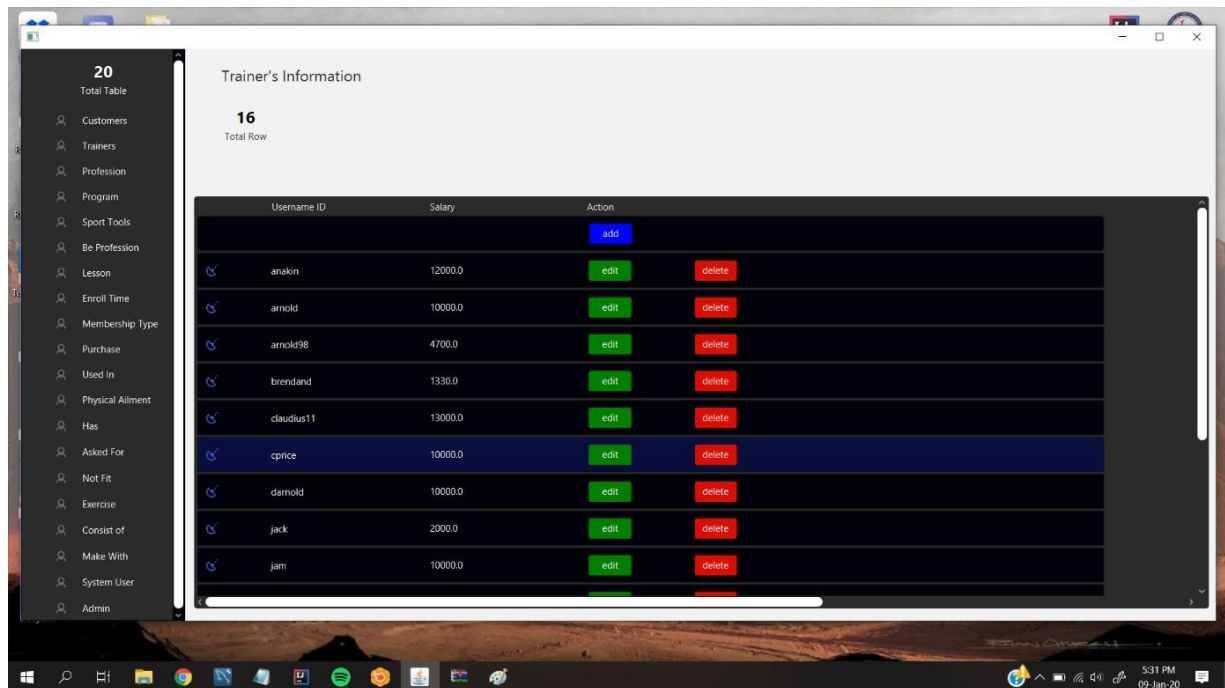 20
Total Table
Customers
Trainers
Profession
Program
Sport Tools
Be Profession
Lesson
Enroll Time
Membership Type
Purchase
Used In
Physical Ailment
Has
Asked For
Not Fit
Exercise
Consist of
Make With
System User
Admin
Trainer's Information
16
Total Row
Username ID Salary Action
add
anakin 12000.0 edit delete
arnold 10000.0 edit delete
arnold98 4700.0 edit delete
brendand 1330.0 edit delete
claudius11 13000.0 edit delete
cprice 10000.0 edit delete
darnold 10000.0 edit delete
jack 2000.0 edit delete
jam 10000.0 edit delete
5:31 PM
09-Jan-20